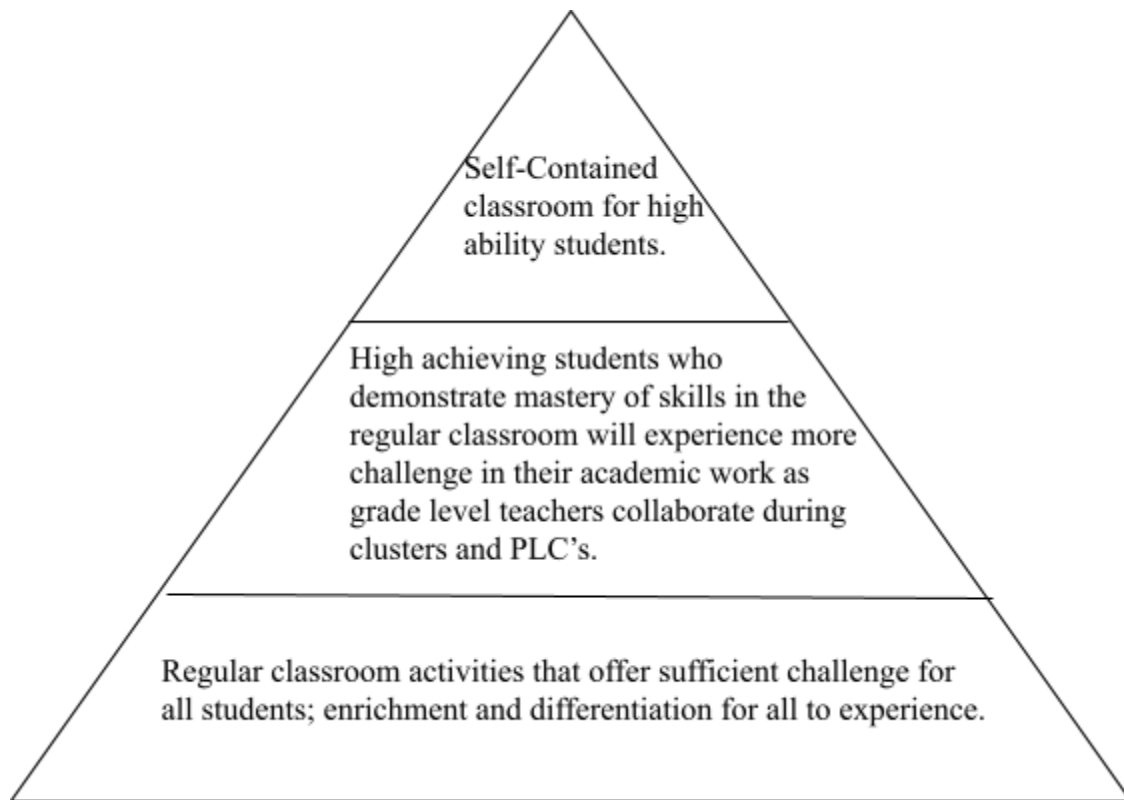 Self-Contained
classroom for high
ability students.
High achieving students who
demonstrate mastery of skills in the
regular classroom will experience more
challenge in their academic work as
grade level teachers collaborate during
clusters and PLC’s.
Regular classroom activities that offer sufficient challenge for
all students; enrichment and differentiation for all to experience.